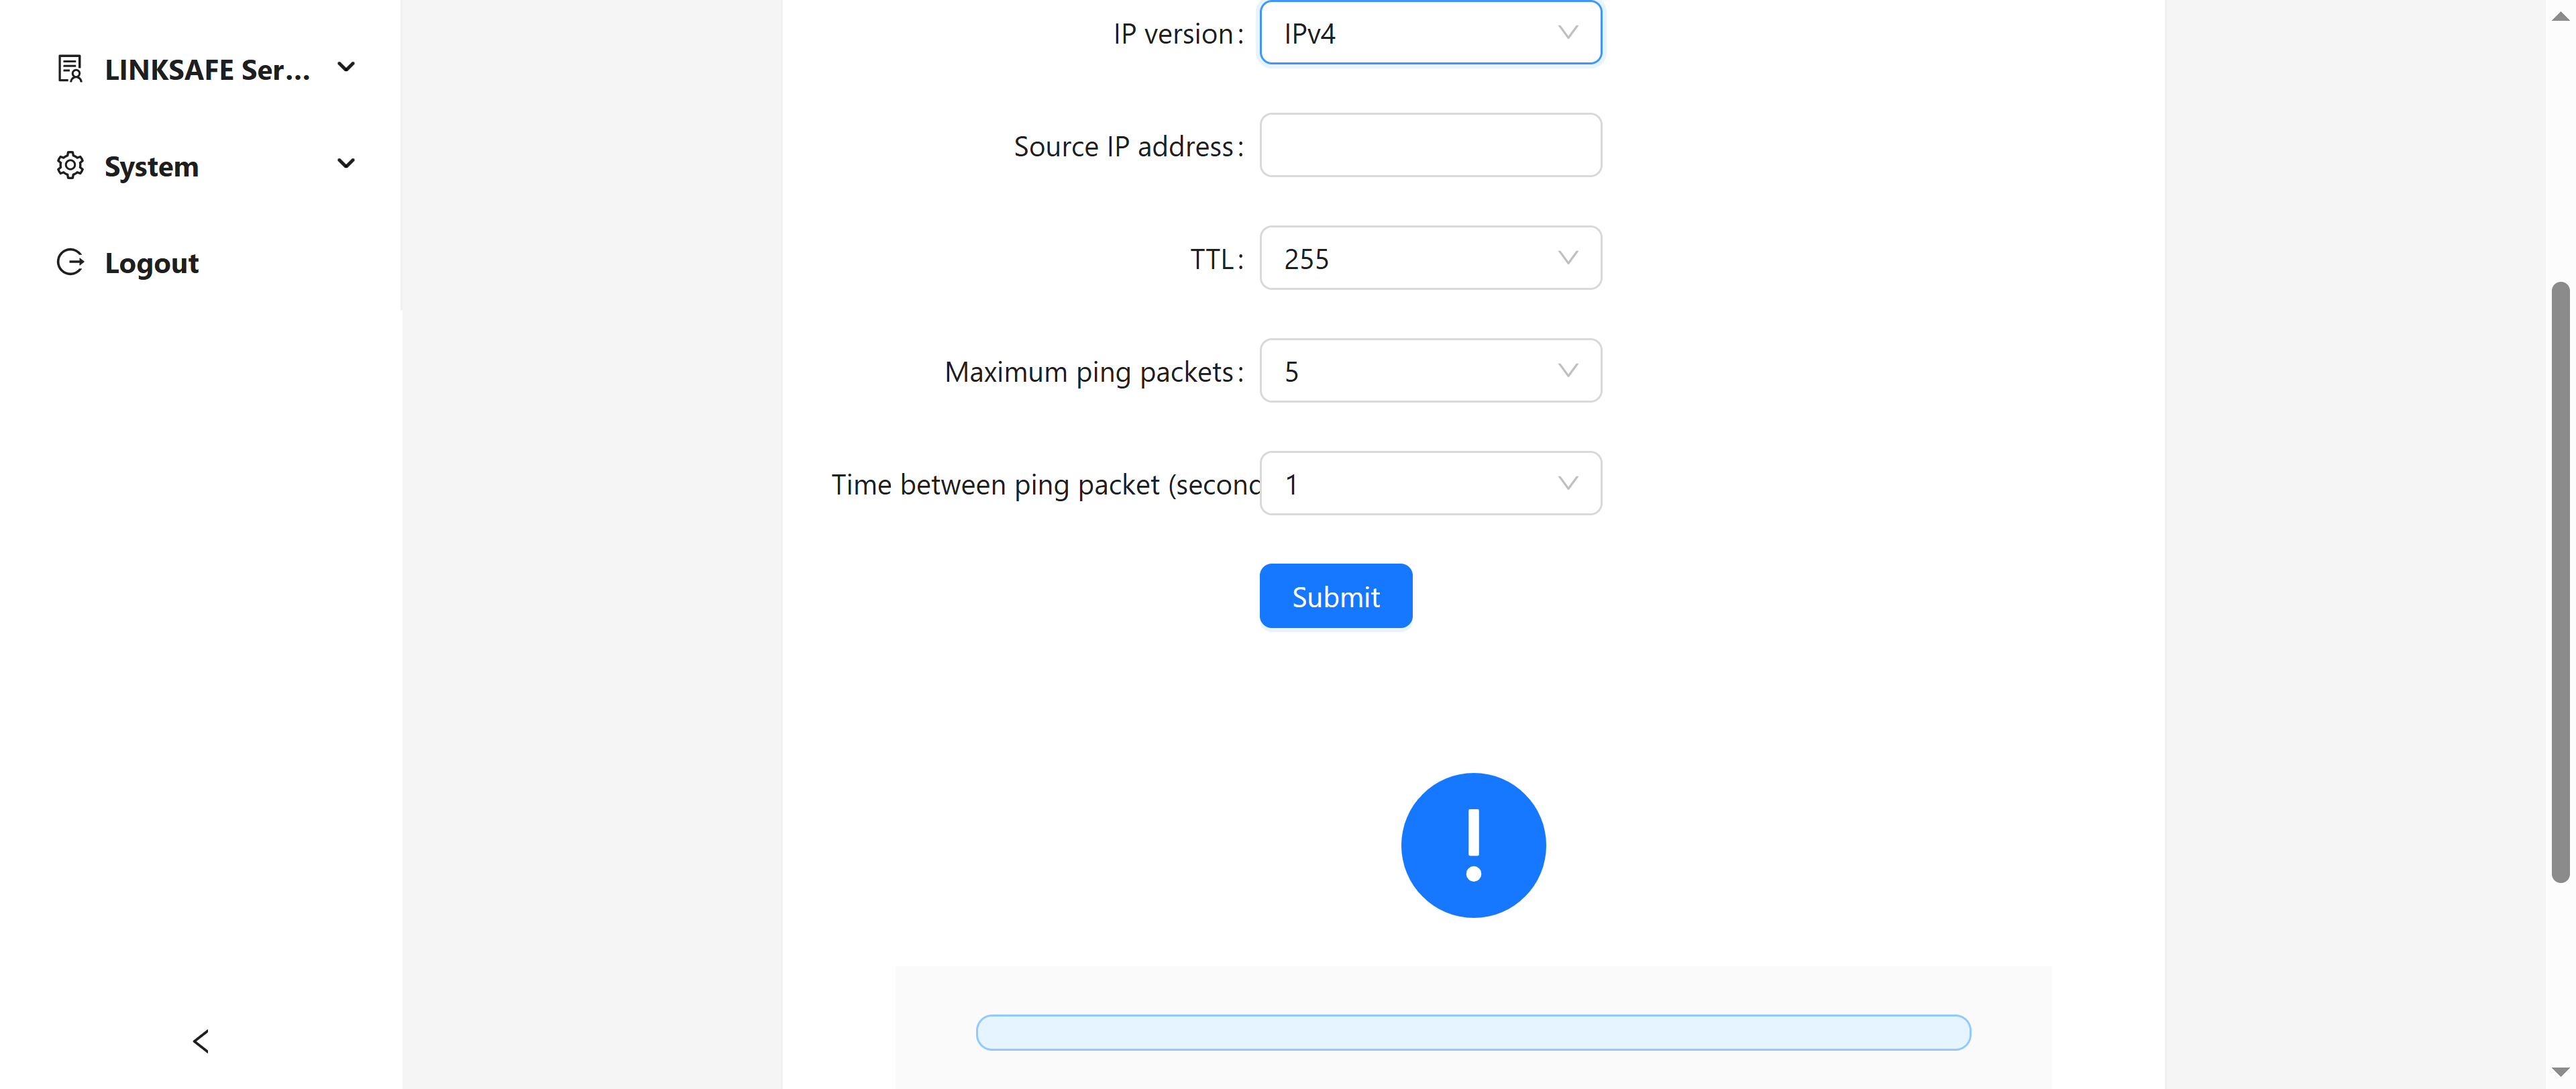 LINKSAFE Ser...
System
Logout
IP version: IPv4
Source IP address:
TTL: 255
Maximum ping packets: 5
Time between ping packet (second 1
Submit